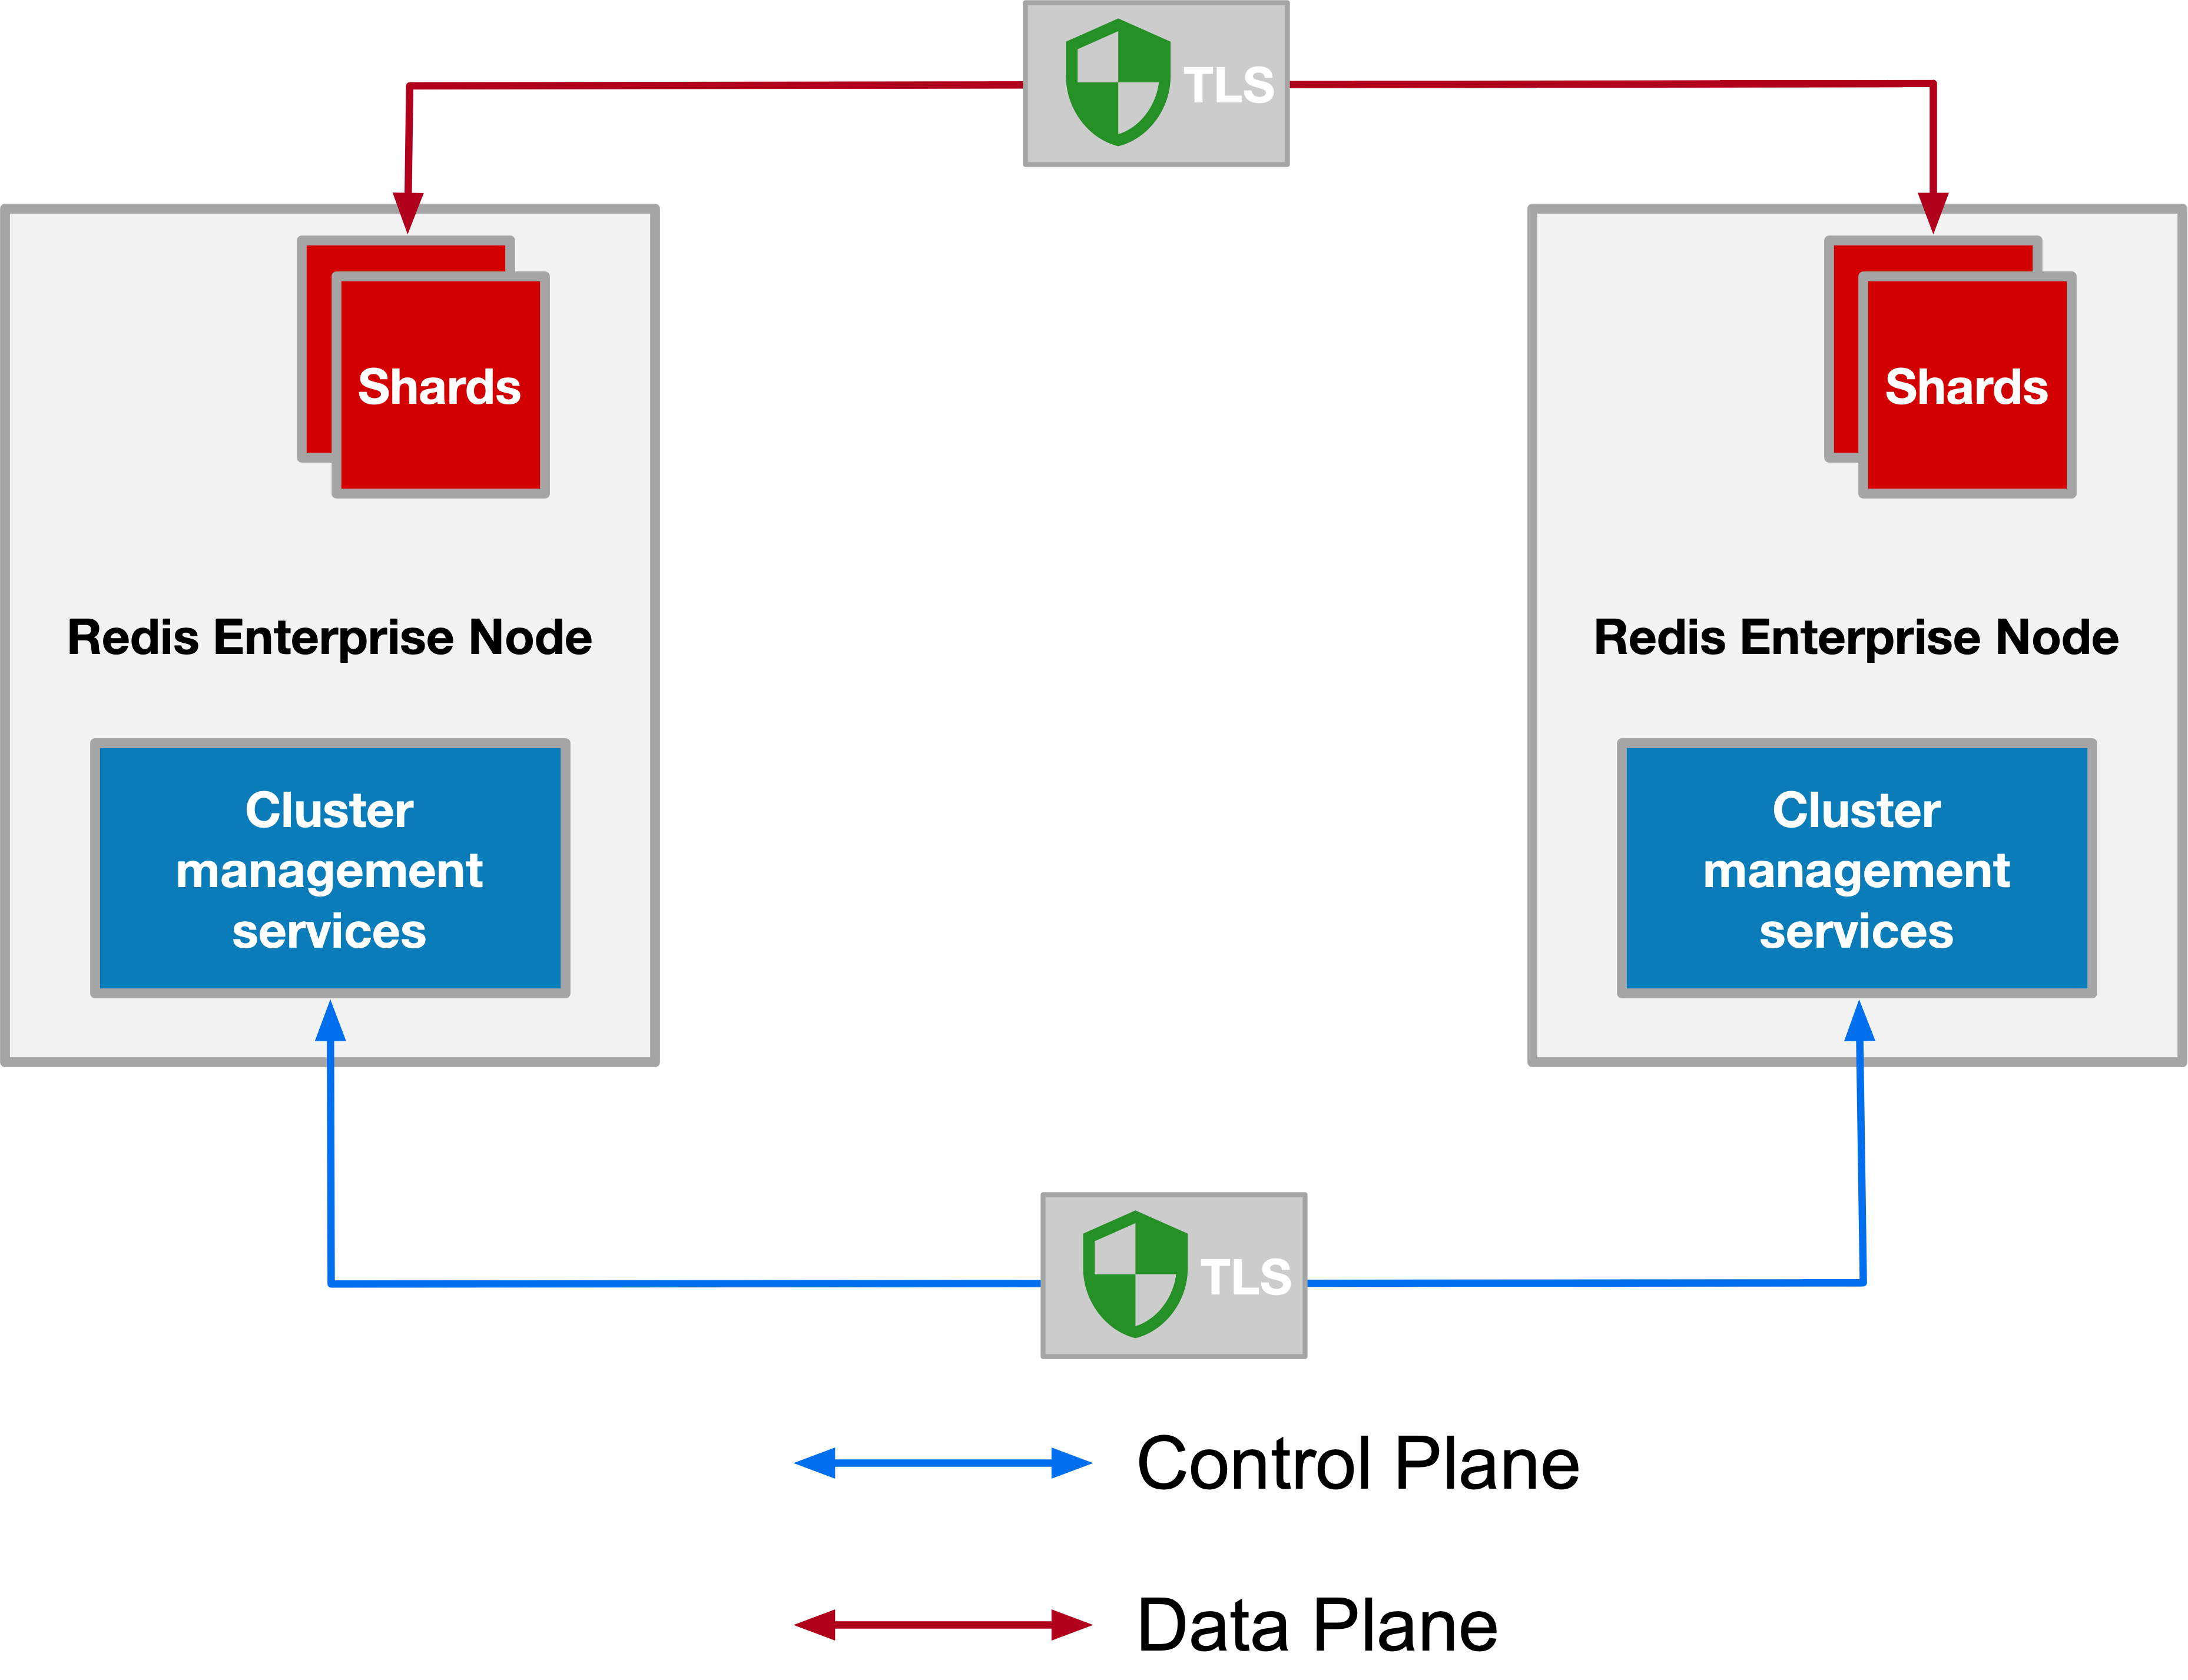 TLS
Shards
Shards
Redis Enterprise Node
Redis Enterprise Node
Cluster
management
services
Cluster
management
services
TLS
Control Plane
Data Plane